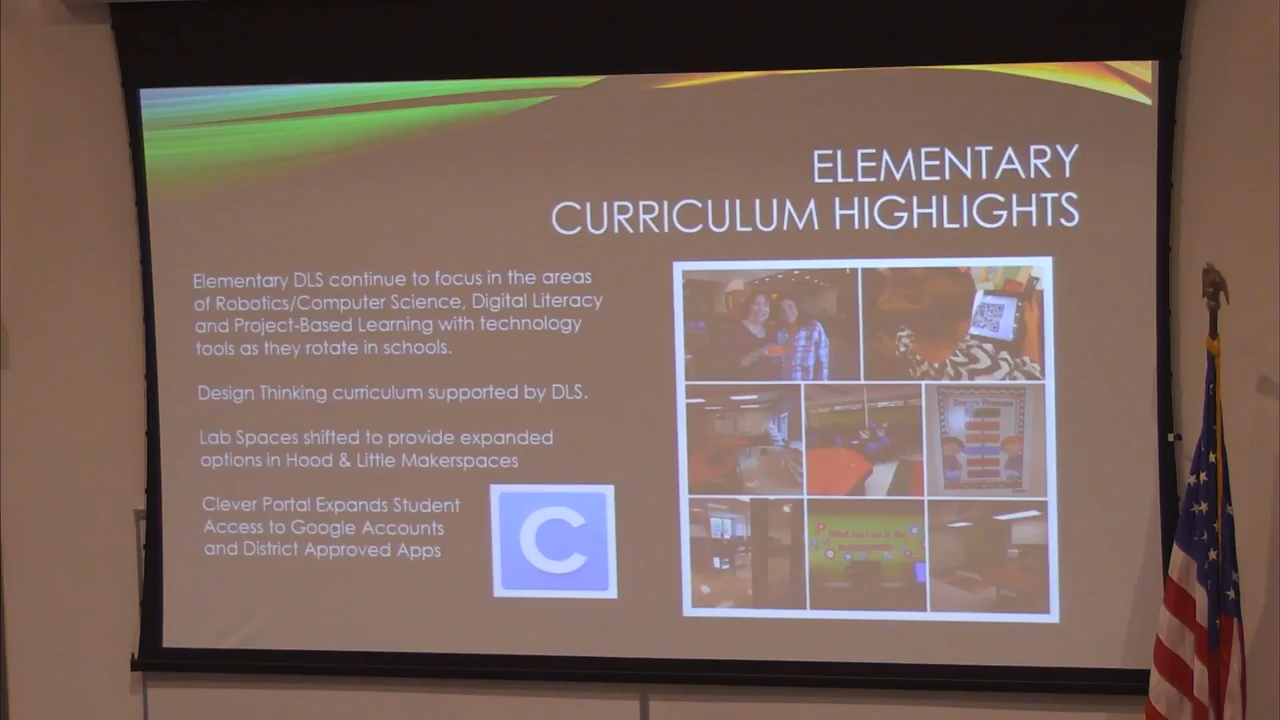 ELEMENTARY
CURRICULUM HIGHLIGHTS
Elementary DLS continue to focus in the areas
of Robotics/Computer Science, Digital Literacy
and Project-Based Learning with technology
tools as they rotate in schools.
Design Thinking curriculum supported by DLS.
Lab Spaces shifted to provide expanded
options in Hood & Little Makerspaces
Clever Portal Expands Student
Access to Google Accounts
and District Approved Apps
C